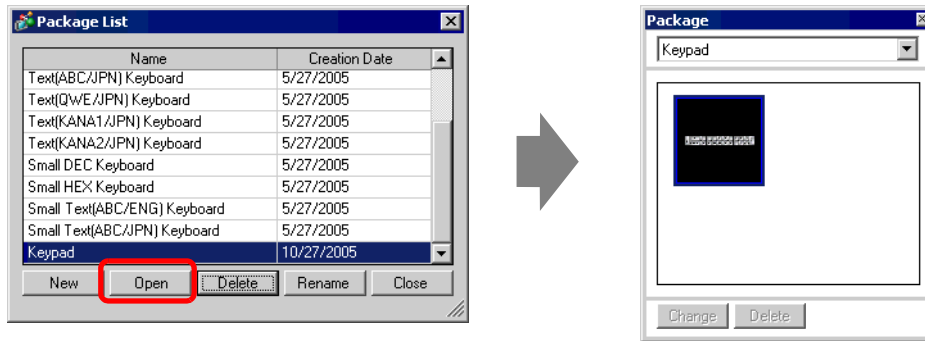 Package List
Name Creation Date
Text(ABC/JPN) Keyboard 5/27/2005
Text(QWE/JPN) Keyboard 5/27/2005
Text(KANA1/JPN) Keyboard 5/27/2005
Text(KANA2/JPN) Keyboard 5/27/2005
Small DEC Keyboard 5/27/2005
Small HEX Keyboard 5/27/2005
Small Text(ABC/ENG) Keyboard 5/27/2005
Small Text(ABC/JPN) Keyboard 5/27/2005
Keypad 10/27/2005
New Open Delete Rename Close
Package
Keypad
Change Delete